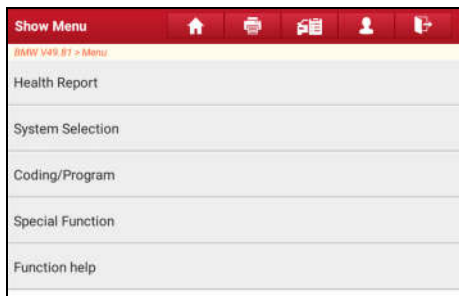 Show Menu
BMW V49.81 > Menu
Health Report
System Selection
Coding/Program
Special Function
Function help